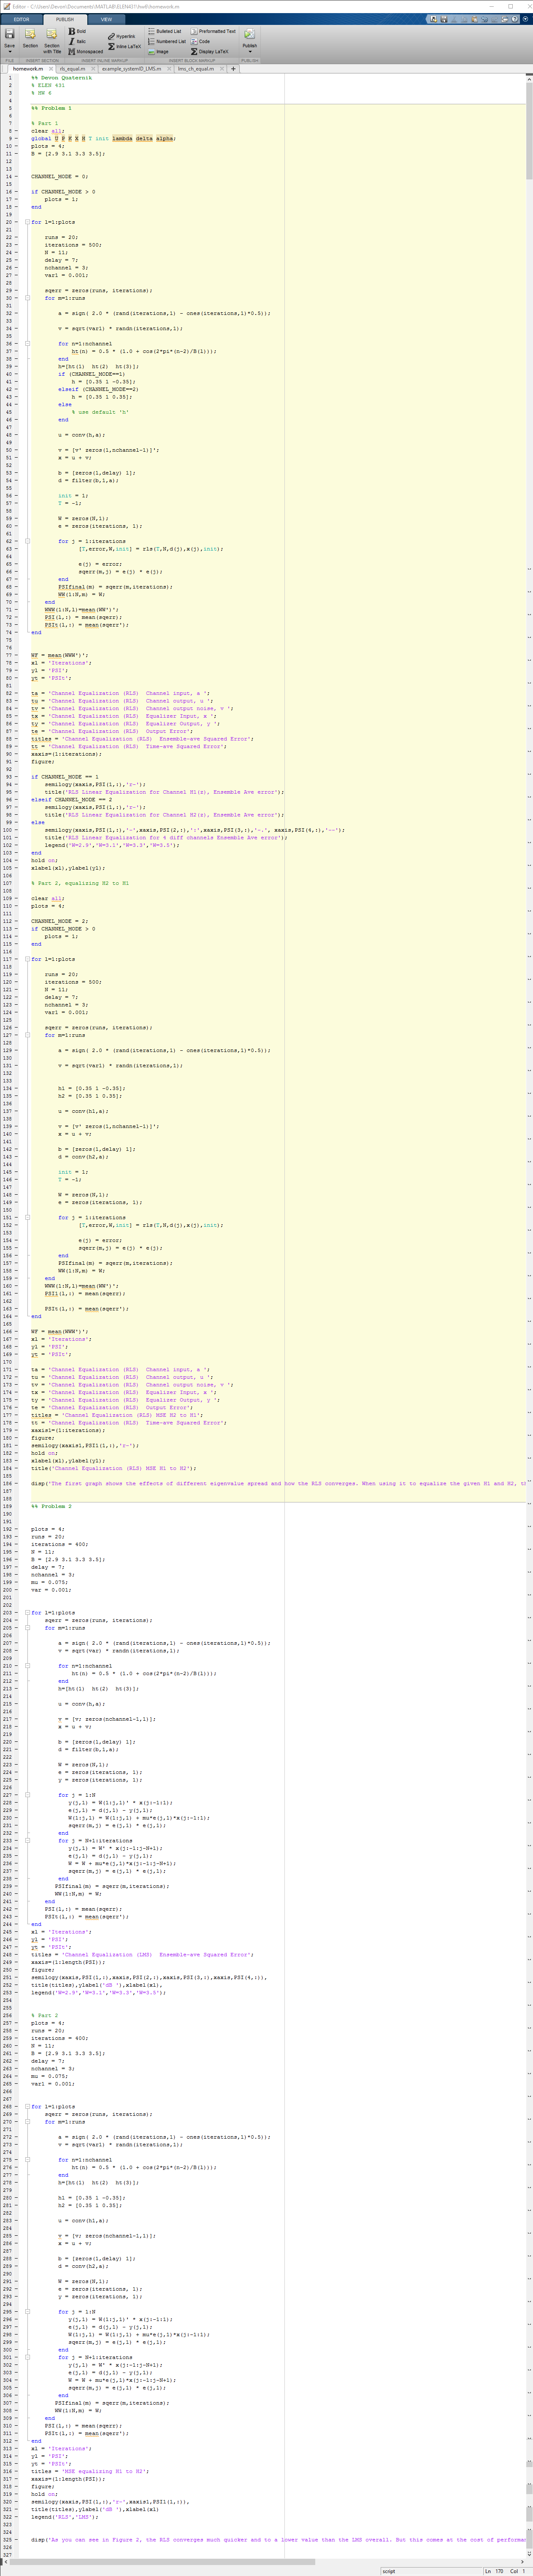 Editor - C:\Users\Devon\Documents\MATLAB\ELEN431\hw6\homework.m
EDITOR PUBLISH VIEW
Save Section Section with Title
B Bold I Italic M Monospaced
Hyperlink Inline LaTeX
Bulleted List Numbered List Image
Preformatted Text Code Display LaTeX
Publish
FILE INSERT SECTION INSERT INLINE MARKUP INSERT BLOCK MARKUP PUBLISH
homework.m rls_equal.m example_systemID_LMS.m lms_ch_equal.m +
%% Devon Quaternik
% ELEN 431
% HW 6
%% Problem 1
% Part 1
clear all;
global U P K X H T init lambda delta alpha;
plots = 4;
B = [2.9 3.1 3.3 3.5];
CHANNEL_MODE = 0;
if CHANNEL_MODE > 0
plots = 1;
end
for l=1:plots
runs = 20;
iterations = 500;
N = 11;
delay = 7;
nchannel = 3;
var1 = 0.001;
sqerr = zeros(runs, iterations);
for m=1:runs
a = sign( 2.0 * (rand(iterations,1) - ones(iterations,1)*0.5));
v = sqrt(var1) * randn(iterations,1);
for n=1:nchannel
ht(n) = 0.5 * (1.0 + cos(2*pi*(n-2)/B(l)));
end
h=[ht(1)  ht(2)  ht(3)];
if (CHANNEL_MODE==1)
h = [0.35 1 -0.35];
elseif (CHANNEL_MODE==2)
h = [0.35 1 0.35];
else
% use default 'h'
end
u = conv(h,a);
v = [v' zeros(1,nchannel-1)]';
x = u + v;
b = [zeros(1,delay) 1];
d = filter(b,1,a);
init = 1;
T = -1;
W = zeros(N,1);
e = zeros(iterations, 1);
for j = 1:iterations
[T,error,W,init] = rls(T,N,d(j),x(j),init);
e(j) = error;
sqerr(m,j) = e(j) * e(j);
end
PSIfinal(m) = sqerr(m,iterations);
WW(1:N,m) = W;
end
WWW(1:N,l)=mean(WW')';
PSI(l,:) = mean(sqerr);
PSIt(l,:) = mean(sqerr');
end
WF = mean(WWW')';
xl = 'Iterations';
yl = 'PSI';
yt = 'PSIt';
ta = 'Channel Equalization (RLS)  Channel input, a ';
tu = 'Channel Equalization (RLS)  Channel output, u ';
tv = 'Channel Equalization (RLS)  Channel output noise, v ';
tx = 'Channel Equalization (RLS)  Equalizer Input, x ';
ty = 'Channel Equalization (RLS)  Equalizer Output, y ';
te = 'Channel Equalization (RLS)  Output Error';
titles = 'Channel Equalization (RLS)  Ensemble-ave Squared Error';
tt = 'Channel Equalization (RLS)  Time-ave Squared Error';
xaxis=(1:iterations);
figure;
if CHANNEL_MODE == 1
semilogy(xaxis,PSI(1,:),'r-');
title('RLS Linear Equalization for Channel H1(z), Ensemble Ave error');
elseif CHANNEL_MODE == 2
semilogy(xaxis,PSI(1,:),'r-');
title('RLS Linear Equalization for Channel H2(z), Ensemble Ave error');
else
semilogy(xaxis,PSI(1,:),'-',xaxis,PSI(2,:),':',xaxis,PSI(3,:),'-.', xaxis,PSI(4,:),'--');
title('RLS Linear Equalization for 4 diff channels Ensemble Ave error');
legend('W=2.9','W=3.1','W=3.3','W=3.5');
end
hold on;
xlabel(xl),ylabel(yl);
% Part 2, equalizing H2 to H1
clear all;
plots = 4;
CHANNEL_MODE = 2;
if CHANNEL_MODE > 0
plots = 1;
end
for l=1:plots
runs = 20;
iterations = 500;
N = 11;
delay = 7;
nchannel = 3;
var1 = 0.001;
sqerr = zeros(runs, iterations);
for m=1:runs
a = sign( 2.0 * (rand(iterations,1) - ones(iterations,1)*0.5));
v = sqrt(var1) * randn(iterations,1);
h1 = [0.35 1 -0.35];
h2 = [0.35 1 0.35];
u = conv(h1,a);
v = [v' zeros(1,nchannel-1)]';
x = u + v;
b = [zeros(1,delay) 1];
d = conv(h2,a);
init = 1;
T = -1;
W = zeros(N,1);
e = zeros(iterations, 1);
for j = 1:iterations
[T,error,W,init] = rls(T,N,d(j),x(j),init);
e(j) = error;
sqerr(m,j) = e(j) * e(j);
end
PSIfinal(m) = sqerr(m,iterations);
WW(1:N,m) = W;
end
WWW(1:N,l)=mean(WW')';
PSI1(l,:) = mean(sqerr);
PSIt(l,:) = mean(sqerr');
end
WF = mean(WWW')';
xl = 'Iterations';
yl = 'PSI';
yt = 'PSIt';
ta = 'Channel Equalization (RLS)  Channel input, a ';
tu = 'Channel Equalization (RLS)  Channel output, u ';
tv = 'Channel Equalization (RLS)  Channel output noise, v ';
tx = 'Channel Equalization (RLS)  Equalizer Input, x ';
ty = 'Channel Equalization (RLS)  Equalizer Output, y ';
te = 'Channel Equalization (RLS)  Output Error';
titles = 'Channel Equalization (RLS) MSE H2 to H1';
tt = 'Channel Equalization (RLS)  Time-ave Squared Error';
xaxis1=(1:iterations);
figure;
semilogy(xaxis1,PSI1(1,:),'r-');
hold on;
xlabel(xl),ylabel(yl);
title('Channel Equalization (RLS) MSE H1 to H2');
disp('The first graph shows the effects of different eigenvalue spread and how the RLS converges. When using it to equalize the given H1 and H2, t
%% Problem 2
plots = 4;
runs = 20;
iterations = 400;
N = 11;
B = [2.9 3.1 3.3 3.5];
delay = 7;
nchannel = 3;
mu = 0.075;
var = 0.001;
for l=1:plots
sqerr = zeros(runs, iterations);
for m=1:runs
a = sign( 2.0 * (rand(iterations,1) - ones(iterations,1)*0.5));
v = sqrt(var) * randn(iterations,1);
for n=1:nchannel
ht(n) = 0.5 * (1.0 + cos(2*pi*(n-2)/B(l)));
end
h=[ht(1)  ht(2)  ht(3)];
u = conv(h,a);
v = [v; zeros(nchannel-1,1)];
x = u + v;
b = [zeros(1,delay) 1];
d = filter(b,1,a);
W = zeros(N,1);
e = zeros(iterations, 1);
y = zeros(iterations, 1);
for j = 1:N
y(j,1) = W(1:j,1)' * x(j:-1:1);
e(j,1) = d(j,1) - y(j,1);
W(1:j,1) = W(1:j,1) + mu*e(j,1)*x(j:-1:1);
sqerr(m,j) = e(j,1) * e(j,1);
end
for j = N+1:iterations
y(j,1) = W' * x(j:-1:j-N+1);
e(j,1) = d(j,1) - y(j,1);
W = W + mu*e(j,1)*x(j:-1:j-N+1);
sqerr(m,j) = e(j,1) * e(j,1);
end
PSIfinal(m) = sqerr(m,iterations);
WW(1:N,m) = W;
end
PSI(l,:) = mean(sqerr);
PSIt(l,:) = mean(sqerr');
end
xl = 'Iterations';
yl = 'PSI';
yt = 'PSIt';
titles = 'Channel Equalization (LMS)  Ensemble-ave Squared Error';
xaxis=(1:length(PSI));
figure;
semilogy(xaxis,PSI(1,:),xaxis,PSI(2,:),xaxis,PSI(3,:),xaxis,PSI(4,:)),
title(titles),ylabel('dB '),xlabel(xl),
legend('W=2.9','W=3.1','W=3.3','W=3.5');
% Part 2
plots = 4;
runs = 20;
iterations = 400;
N = 11;
B = [2.9 3.1 3.3 3.5];
delay = 7;
nchannel = 3;
mu = 0.075;
var1 = 0.001;
for l=1:plots
sqerr = zeros(runs, iterations);
for m=1:runs
a = sign( 2.0 * (rand(iterations,1) - ones(iterations,1)*0.5));
v = sqrt(var1) * randn(iterations,1);
for n=1:nchannel
ht(n) = 0.5 * (1.0 + cos(2*pi*(n-2)/B(l)));
end
h=[ht(1)  ht(2)  ht(3)];
h1 = [0.35 1 -0.35];
h2 = [0.35 1 0.35];
u = conv(h1,a);
v = [v; zeros(nchannel-1,1)];
x = u + v;
b = [zeros(1,delay) 1];
d = conv(h2,a);
W = zeros(N,1);
e = zeros(iterations, 1);
y = zeros(iterations, 1);
for j = 1:N
y(j,1) = W(1:j,1)' * x(j:-1:1);
e(j,1) = d(j,1) - y(j,1);
W(1:j,1) = W(1:j,1) + mu*e(j,1)*x(j:-1:1);
sqerr(m,j) = e(j,1) * e(j,1);
end
for j = N+1:iterations
y(j,1) = W' * x(j:-1:j-N+1);
e(j,1) = d(j,1) - y(j,1);
W = W + mu*e(j,1)*x(j:-1:j-N+1);
sqerr(m,j) = e(j,1) * e(j,1);
end
PSIfinal(m) = sqerr(m,iterations);
WW(1:N,m) = W;
end
PSI(l,:) = mean(sqerr);
PSIt(l,:) = mean(sqerr');
end
xl = 'Iterations';
yl = 'PSI';
yt = 'PSIt';
titles = 'MSE equalizing H1 to H2';
xaxis=(1:length(PSI));
figure;
hold on;
semilogy(xaxis,PSI(1,:),'r-',xaxis1,PSI1(1,:)),
title(titles),ylabel('dB '),xlabel(xl)
legend('RLS','LMS');
disp('As you can see in Figure 2, the RLS converges much quicker and to a lower value than the LMS overall. But this comes at the cost of performan
script Ln 170 Col 1